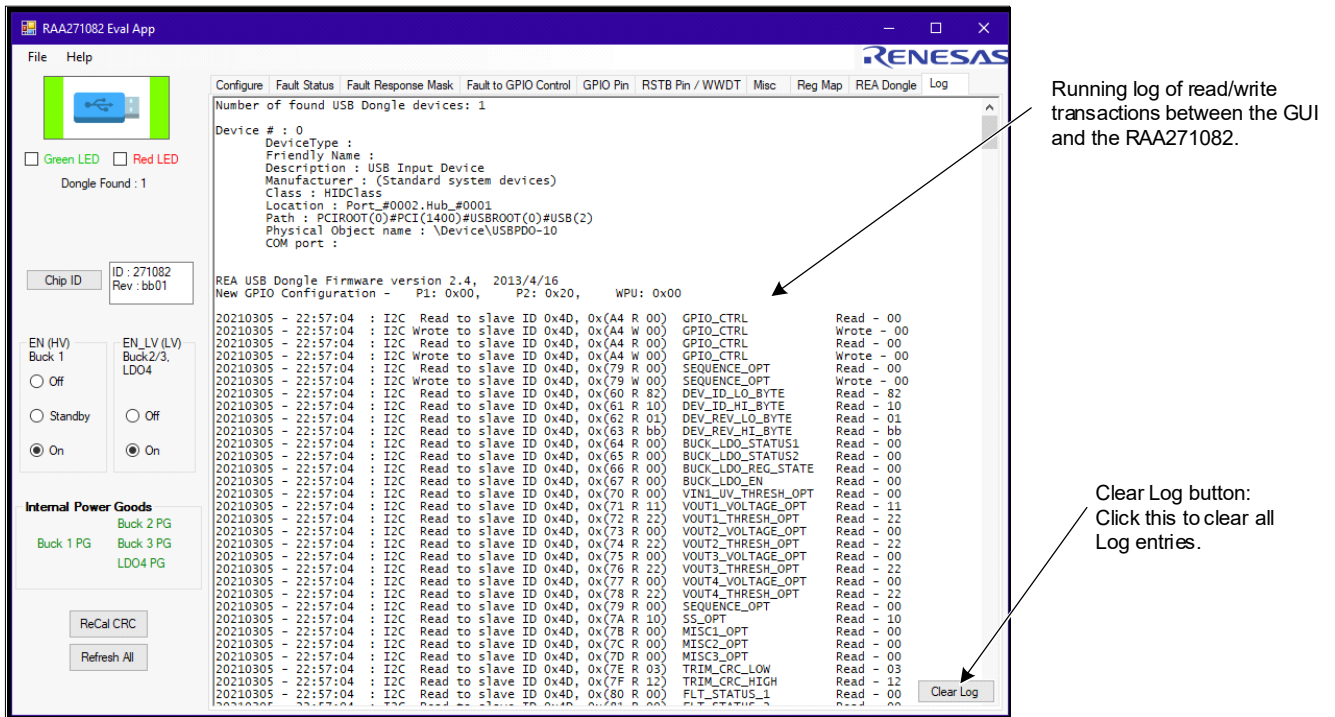 RAA271082 Eval App
File Help
RENESAS
Configure Fault Status Fault Response Mask Fault to GPIO Control GPIO Pin RSTB Pin / WWDT Misc Reg Map REA Dongle Log
Green LED Red LED
Dongle Found : 1
Chip ID
ID : 271082
Rev : bb01
EN (HV)
Buck 1
Off
Standby
On
EN_LV (LV)
Buck2/3,
LDO4
Off
On
Internal Power Goods
Buck 2 PG
Buck 1 PG Buck 3 PG
LDO4 PG
ReCal CRC
Refresh All
Number of found USB Dongle devices: 1
Device # : 0
DeviceType :
Friendly Name :
Description : USB Input Device
Manufacturer : (Standard system devices)
Class : HIDClass
Location : Port_#0002.Hub_#0001
Path : PCIROOT(0)#PCI(1400)#USBROOT(0)#USB(2)
Physical Object name : \Device\USBPDO-10
COM port :
REA USB Dongle Firmware version 2.4, 2013/4/16
New GPIO Configuration - P1: 0x00, P2: 0x20, WPU: 0x00
20210305 - 22:57:04 : I2C Read to slave ID 0x4D, 0x(A4 R 00) GPIO_CTRL Read - 00
20210305 - 22:57:04 : I2C Wrote to slave ID 0x4D, 0x(A4 W 00) GPIO_CTRL Wrote - 00
20210305 - 22:57:04 : I2C Read to slave ID 0x4D, 0x(A4 R 00) GPIO_CTRL Read - 00
20210305 - 22:57:04 : I2C Wrote to slave ID 0x4D, 0x(A4 W 00) GPIO_CTRL Wrote - 00
20210305 - 22:57:04 : I2C Read to slave ID 0x4D, 0x(79 R 00) SEQUENCE_OPT Read - 00
20210305 - 22:57:04 : I2C Wrote to slave ID 0x4D, 0x(79 W 00) SEQUENCE_OPT Wrote - 00
20210305 - 22:57:04 : I2C Read to slave ID 0x4D, 0x(60 R 82) DEV_ID_LO_BYTE Read - 82
20210305 - 22:57:04 : I2C Read to slave ID 0x4D, 0x(61 R 10) DEV_ID_HI_BYTE Read - 10
20210305 - 22:57:04 : I2C Read to slave ID 0x4D, 0x(62 R 01) DEV_REV_LO_BYTE Read - 01
20210305 - 22:57:04 : I2C Read to slave ID 0x4D, 0x(63 R bb) DEV_REV_HI_BYTE Read - bb
20210305 - 22:57:04 : I2C Read to slave ID 0x4D, 0x(64 R 00) BUCK_LDO_STATUS1 Read - 00
20210305 - 22:57:04 : I2C Read to slave ID 0x4D, 0x(65 R 00) BUCK_LDO_STATUS2 Read - 00
20210305 - 22:57:04 : I2C Read to slave ID 0x4D, 0x(66 R 00) BUCK_LDO_REG_STATE Read - 00
20210305 - 22:57:04 : I2C Read to slave ID 0x4D, 0x(67 R 00) BUCK_LDO_EN Read - 00
20210305 - 22:57:04 : I2C Read to slave ID 0x4D, 0x(70 R 00) VIN1_UV_THRESH_OPT Read - 00
20210305 - 22:57:04 : I2C Read to slave ID 0x4D, 0x(71 R 11) VOUT1_VOLTAGE_OPT Read - 11
20210305 - 22:57:04 : I2C Read to slave ID 0x4D, 0x(72 R 22) VOUT1_THRESH_OPT Read - 22
20210305 - 22:57:04 : I2C Read to slave ID 0x4D, 0x(73 R 00) VOUT2_VOLTAGE_OPT Read - 00
20210305 - 22:57:04 : I2C Read to slave ID 0x4D, 0x(74 R 22) VOUT2_THRESH_OPT Read - 22
20210305 - 22:57:04 : I2C Read to slave ID 0x4D, 0x(75 R 00) VOUT3_VOLTAGE_OPT Read - 00
20210305 - 22:57:04 : I2C Read to slave ID 0x4D, 0x(76 R 22) VOUT3_THRESH_OPT Read - 22
20210305 - 22:57:04 : I2C Read to slave ID 0x4D, 0x(77 R 00) VOUT4_VOLTAGE_OPT Read - 00
20210305 - 22:57:04 : I2C Read to slave ID 0x4D, 0x(78 R 22) VOUT4_THRESH_OPT Read - 22
20210305 - 22:57:04 : I2C Read to slave ID 0x4D, 0x(79 R 00) SEQUENCE_OPT Read - 00
20210305 - 22:57:04 : I2C Read to slave ID 0x4D, 0x(7A R 10) SS_OPT Read - 10
20210305 - 22:57:04 : I2C Read to slave ID 0x4D, 0x(7B R 00) MISC1_OPT Read - 00
20210305 - 22:57:04 : I2C Read to slave ID 0x4D, 0x(7C R 00) MISC2_OPT Read - 00
20210305 - 22:57:04 : I2C Read to slave ID 0x4D, 0x(7D R 00) MISC3_OPT Read - 00
20210305 - 22:57:04 : I2C Read to slave ID 0x4D, 0x(7E R 03) TRIM_CRC_LOW Read - 03
20210305 - 22:57:04 : I2C Read to slave ID 0x4D, 0x(7F R 12) TRIM_CRC_HIGH Read - 12
20210305 - 22:57:04 : I2C Read to slave ID 0x4D, 0x(80 R 00) FLT_STATUS_1 Read - 00
Clear Log
Running log of read/write
transactions between the GUI
and the RAA271082.
Clear Log button:
Click this to clear all
Log entries.